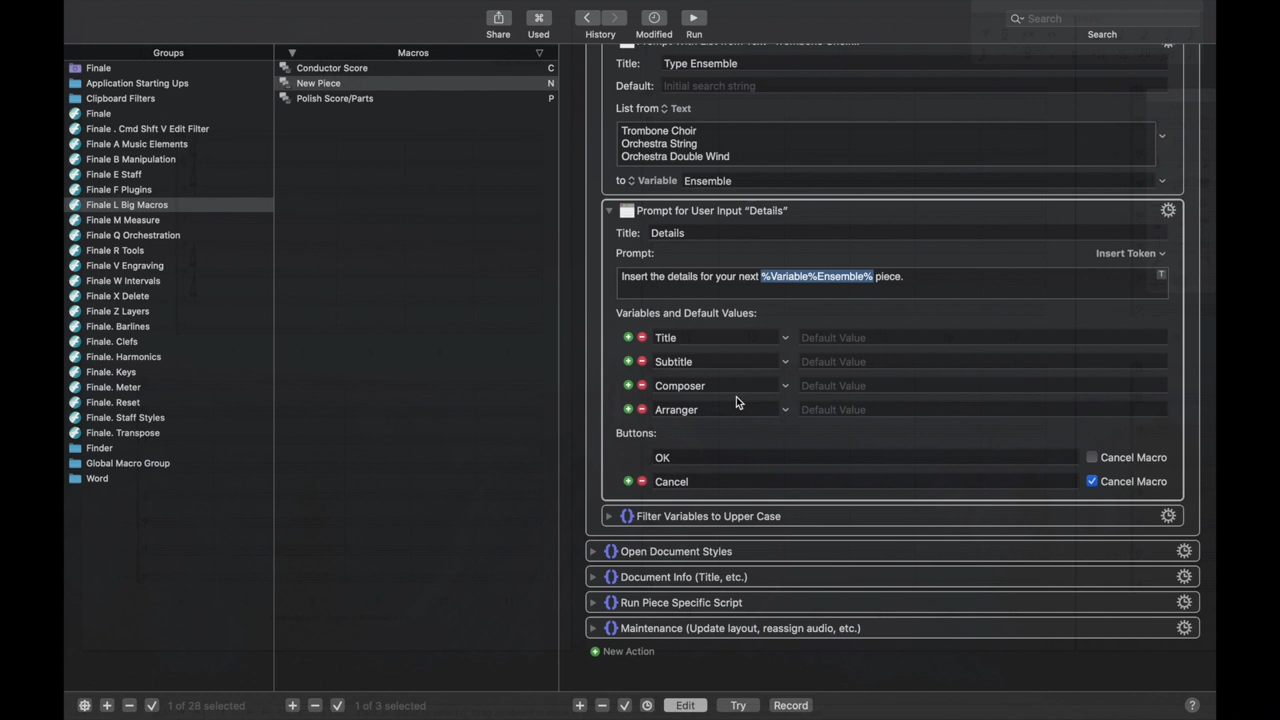 Share
Used
History
Modified
Run
Search
Search
Groups
Macros
Finale
Application Starting Ups
Clipboard Filters
Finale
Finale . Cmd Shft V Edit Filter
Finale A Music Elements
Finale B Manipulation
Finale E Staff
Finale F Plugins
Finale L Big Macros
Finale M Measure
Finale Q Orchestration
Finale R Tools
Finale V Engraving
Finale W Intervals
Finale X Delete
Finale Z Layers
Finale. Barlines
Finale. Clefs
Finale. Harmonics
Finale. Keys
Finale. Meter
Finale. Reset
Finale. Staff Styles
Finale. Transpose
Finder
Global Macro Group
Word
Conductor Score C
New Piece N
Polish Score/Parts P
Title: Type Ensemble
Default: Initial search string
List from Text
Trombone Choir
Orchestra String
Orchestra Double Wind
to Variable Ensemble
Prompt for User Input “Details”
Title: Details
Prompt: Insert Token
Insert the details for your next %Variable%Ensemble% piece.
T
Variables and Default Values:
Title Default Value
Subtitle Default Value
Composer Default Value
Arranger Default Value
Buttons:
OK Cancel Macro
Cancel Cancel Macro
{} Filter Variables to Upper Case
{} Open Document Styles
{} Document Info (Title, etc.)
{} Run Piece Specific Script
{} Maintenance (Update layout, reassign audio, etc.)
New Action
1 of 28 selected
1 of 3 selected
Edit
Try
Record
?